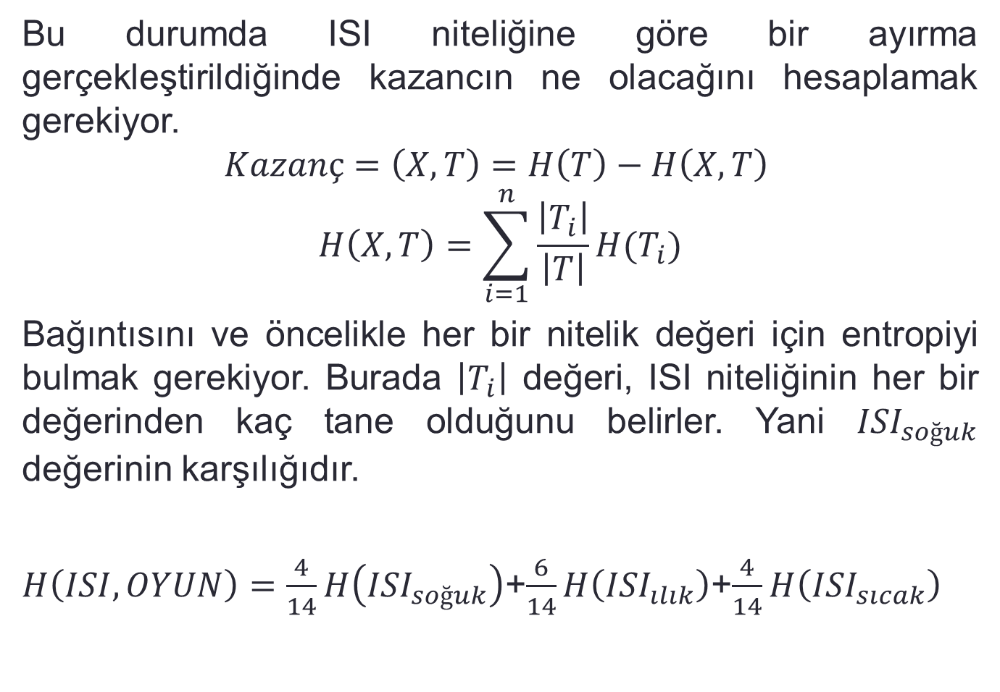 Bu durumda ISI niteliğine göre bir ayırma
gerçekleştirildiğinde kazancın ne olacağını hesaplamak
gerekiyor.
Kazanç = (X, T) = H(T) − H(X, T)
H(X, T) = ∑_{i=1}^{n} \frac{|T_i|}{|T|} H(T_i)
Bağıntısını ve öncelikle her bir nitelik değeri için entropiyi
bulmak gerekiyor. Burada |T_i| değeri, ISI niteliğinin her bir
değerinden kaç tane olduğunu belirler. Yani ISI_{soğuk}
değerinin karşılığıdır.
H(ISI, OYUN) = \frac{4}{14} H(ISI_{soğuk})+\frac{6}{14} H(ISI_{ılık})+\frac{4}{14} H(ISI_{sıcak})